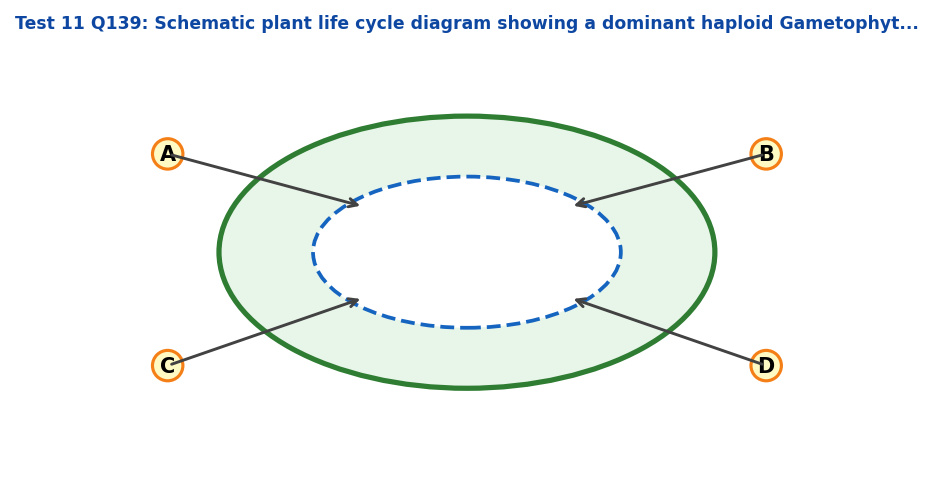 Test 11 Q139: Schematic plant life cycle diagram showing a dominant haploid Gametophyt...
A
B
C
D